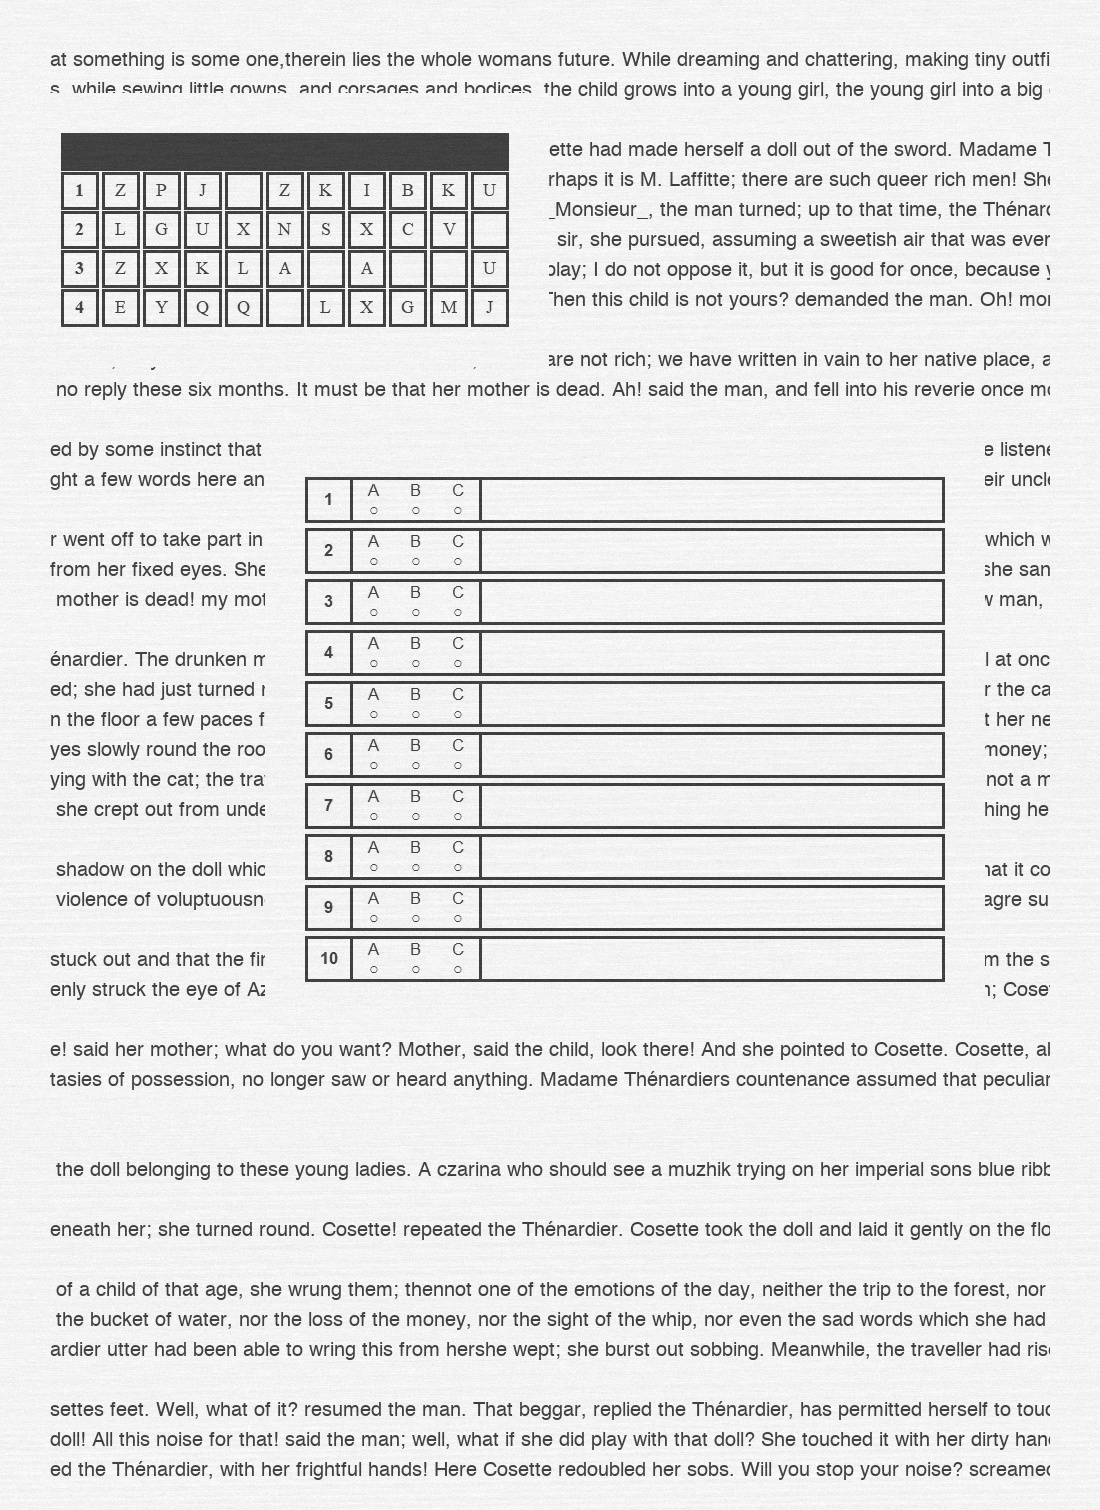 at something is some one,therein lies the whole womans future. While dreaming and chattering, making tiny outfi
s, while sewing little gowns, and corsages and bodices, the child grows into a young girl, the young girl into a big
ette had made herself a doll out of the sword. Madame T
1 Z P J Z K I B K U
rhaps it is M. Laffitte; there are such queer rich men! She
_Monsieur_, the man turned; up to that time, the Thénard
2 L G U X N S X C V
sir, she pursued, assuming a sweetish air that was ever
3 Z X K L A A U
play; I do not oppose it, but it is good for once, because y
4 E Y Q Q L X G M J
Then this child is not yours? demanded the man. Oh! mon
are not rich; we have written in vain to her native place, a
no reply these six months. It must be that her mother is dead. Ah! said the man, and fell into his reverie once mo
ed by some instinct that e listene
ght a few words here an eir uncle
1 A B C
r went off to take part in which w
2 A B C
from her fixed eyes. She she san
3 A B C
mother is dead! my mot w man,
4 A B C
énardier. The drunken m l at onc
ed; she had just turned r the ca
5 A B C
n the floor a few paces f t her ne
6 A B C
yes slowly round the roo money;
ying with the cat; the tra not a m
7 A B C
she crept out from unde hing he
8 A B C
shadow on the doll whic hat it co
violence of voluptuousn agre su
9 A B C
10 A B C
stuck out and that the fir m the s
enly struck the eye of Az n; Coset
e! said her mother; what do you want? Mother, said the child, look there! And she pointed to Cosette. Cosette, al
tasies of possession, no longer saw or heard anything. Madame Thénardiers countenance assumed that peculiar
the doll belonging to these young ladies. A czarina who should see a muzhik trying on her imperial sons blue ribb
eneath her; she turned round. Cosette! repeated the Thénardier. Cosette took the doll and laid it gently on the flo
of a child of that age, she wrung them; thennot one of the emotions of the day, neither the trip to the forest, nor
the bucket of water, nor the loss of the money, nor the sight of the whip, nor even the sad words which she had
ardier utter had been able to wring this from hershe wept; she burst out sobbing. Meanwhile, the traveller had rise
settes feet. Well, what of it? resumed the man. That beggar, replied the Thénardier, has permitted herself to touc
doll! All this noise for that! said the man; well, what if she did play with that doll? She touched it with her dirty hand
ed the Thénardier, with her frightful hands! Here Cosette redoubled her sobs. Will you stop your noise? screamed